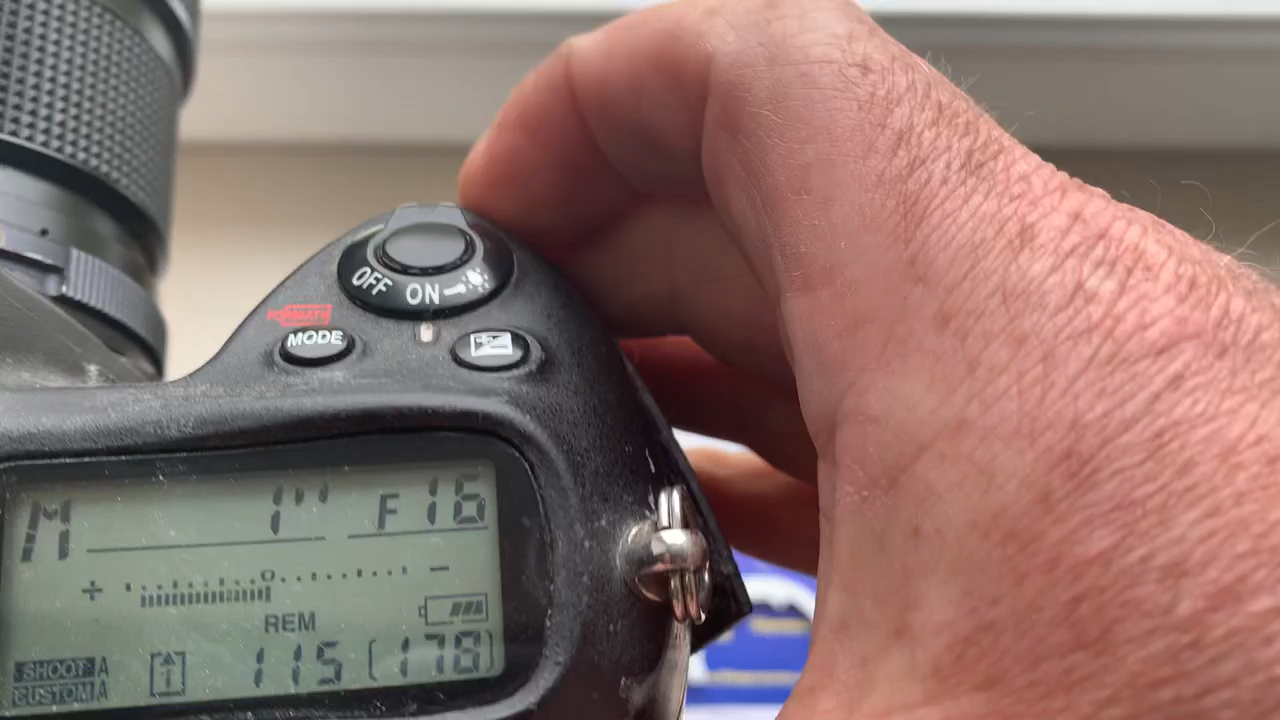 OFF ON
FORMAT
MODE
M 1" F16
+ 0 -
REM
SHOOT A 115 [178]
CUSTOM A